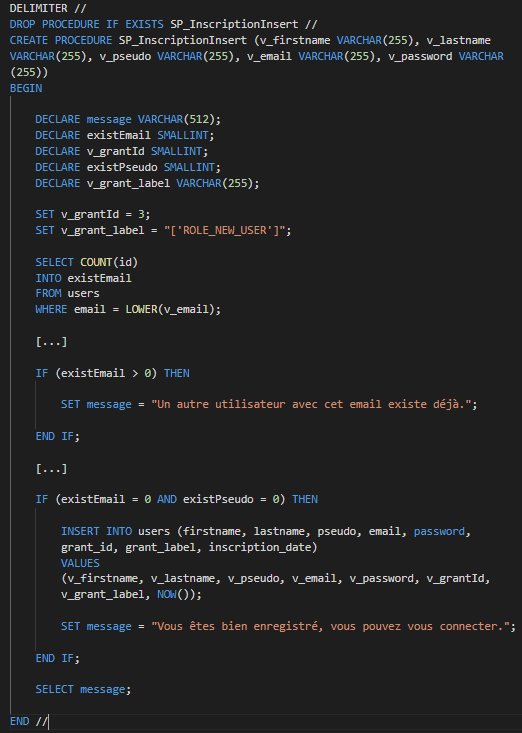 DELIMITER //
DROP PROCEDURE IF EXISTS SP_InscriptionInsert //
CREATE PROCEDURE SP_InscriptionInsert (v_firstname VARCHAR(255), v_lastname
VARCHAR(255), v_pseudo VARCHAR(255), v_email VARCHAR(255), v_password VARCHAR
(255))
BEGIN
DECLARE message VARCHAR(512);
DECLARE existEmail SMALLINT;
DECLARE v_grantId SMALLINT;
DECLARE existPseudo SMALLINT;
DECLARE v_grant_label VARCHAR(255);
SET v_grantId = 3;
SET v_grant_label = "['ROLE_NEW_USER']";
SELECT COUNT(id)
INTO existEmail
FROM users
WHERE email = LOWER(v_email);
[...]
IF (existEmail > 0) THEN
SET message = "Un autre utilisateur avec cet email existe déjà.";
END IF;
[...]
IF (existEmail = 0 AND existPseudo = 0) THEN
INSERT INTO users (firstname, lastname, pseudo, email, password,
grant_id, grant_label, inscription_date)
VALUES
(v_firstname, v_lastname, v_pseudo, v_email, v_password, v_grantId,
v_grant_label, NOW());
SET message = "Vous êtes bien enregistré, vous pouvez vous connecter.";
END IF;
SELECT message;
END //